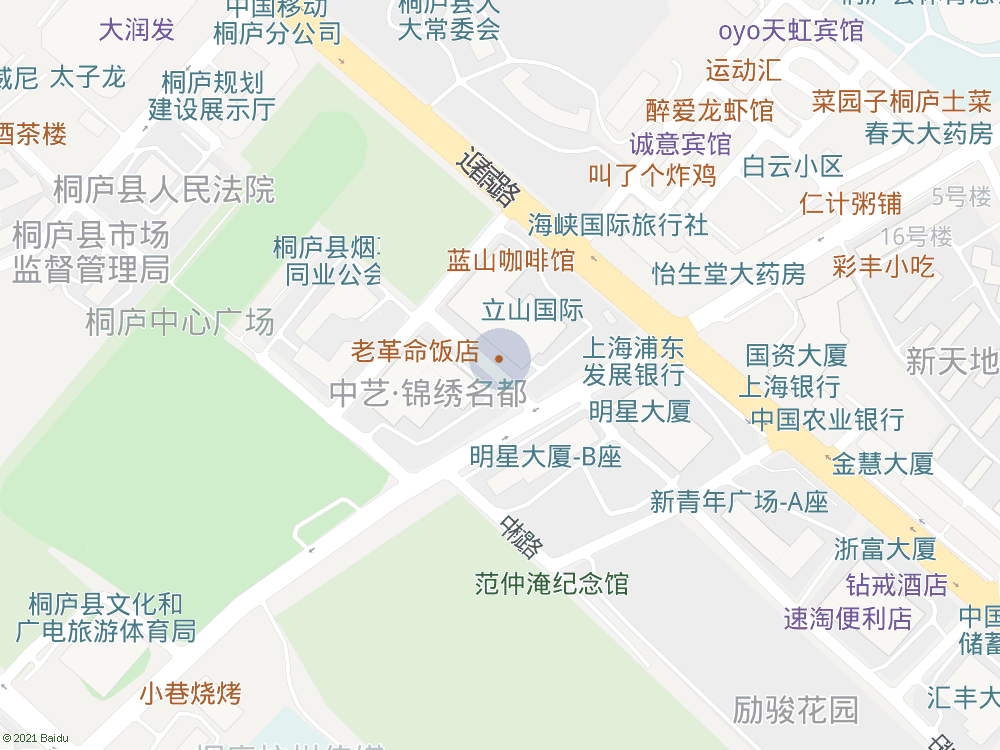 中国移动
桐庐分公司
大常委会
大润发
oyo天虹宾馆
威尼
太子龙
桐庐规划
建设展示厅
运动汇
酒茶楼
醉爱龙虾馆
菜园子桐庐土菜
春天大药房
诚意宾馆
白云小区
叫了个炸鸡
迎春南路
桐庐县人民法院
5号楼
仁计粥铺
海峡国际旅行社
16号楼
桐庐县市场
监督管理局
桐庐县烟
同业公会
蓝山咖啡馆
怡生堂大药房
彩丰小吃
桐庐中心广场
立山国际
老革命饭店
上海浦东
发展银行
国资大厦
新天地
上海银行
中艺·锦绣名都
明星大厦
中国农业银行
明星大厦-B座
金慧大厦
新青年广场-A座
中杭路
浙富大厦
范仲淹纪念馆
钻戒酒店
桐庐县文化和
广电旅游体育局
速淘便利店
中国
储蓄
小巷烧烤
汇丰大
励骏花园
© 2021 Baidu